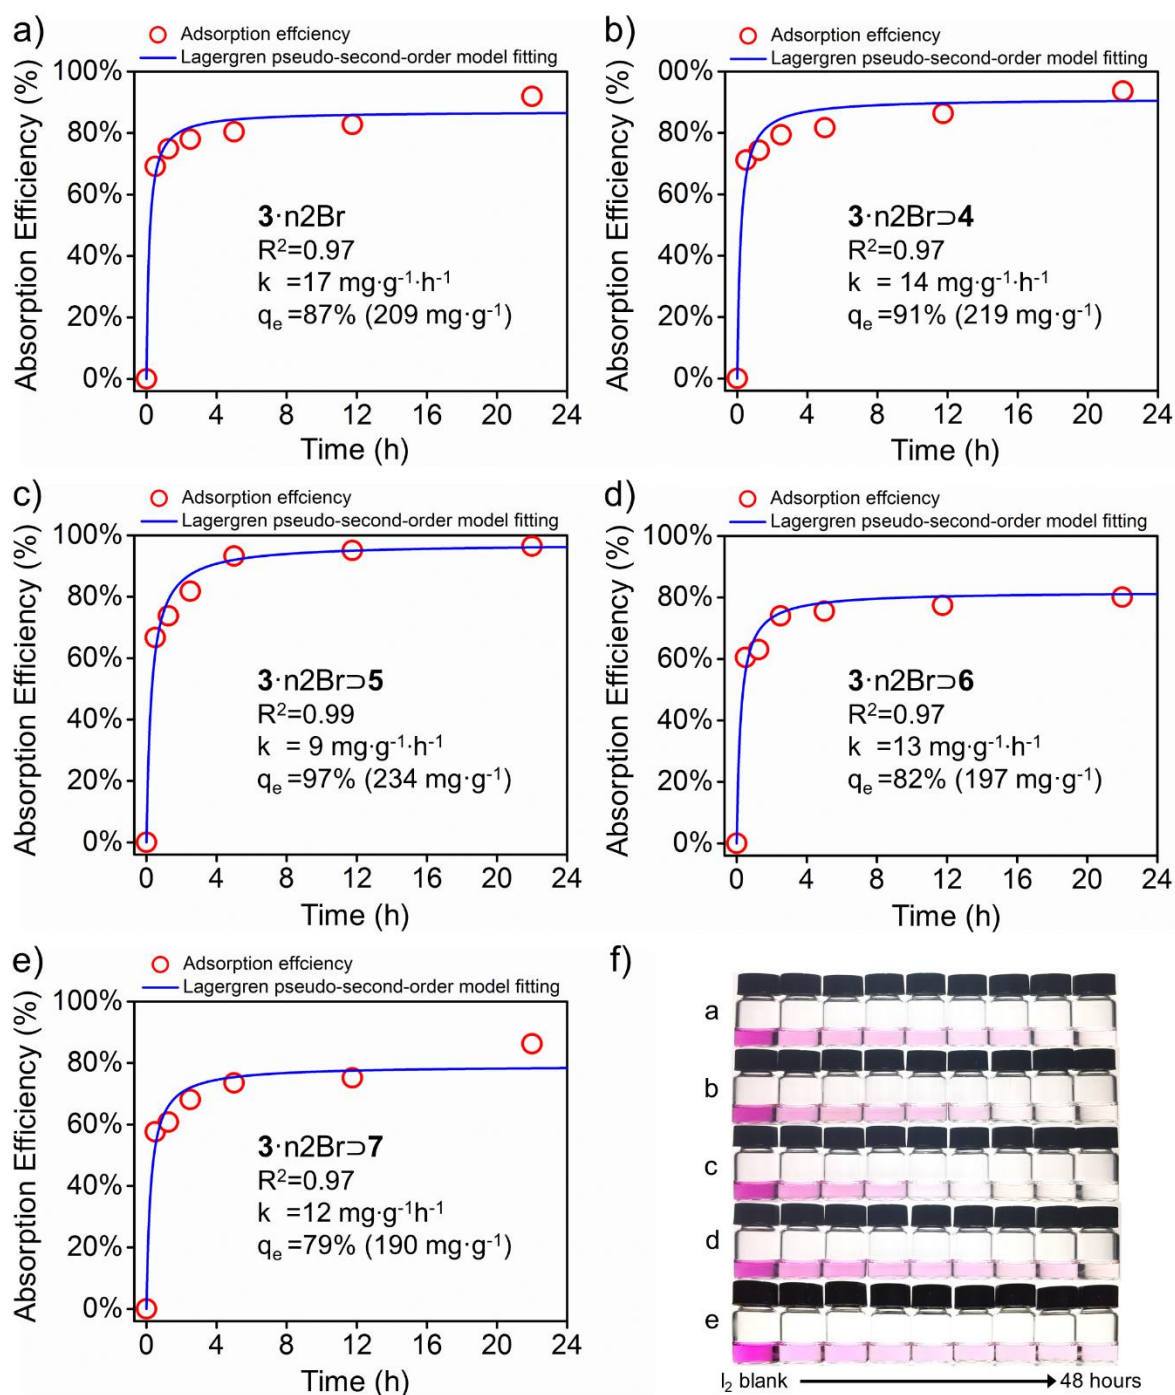 a)
Adsorption effciency
Lagergren pseudo-second-order model fitting
Absorption Efficiency (%)
100%
80%
60%
40%
20%
0%
3·n2Br
R²=0.97
k =17 mg·g⁻¹·h⁻¹
qₑ=87% (209 mg·g⁻¹)
0 4 8 12 16 20 24
Time (h)
b)
Adsorption effciency
Lagergren pseudo-second-order model fitting
Absorption Efficiency (%)
00%
80%
60%
40%
20%
0%
3·n2Br⊃4
R²=0.97
k = 14 mg·g⁻¹·h⁻¹
qₑ=91% (219 mg·g⁻¹)
0 4 8 12 16 20 24
Time (h)
c)
Adsorption effciency
Lagergren pseudo-second-order model fitting
Absorption Efficiency (%)
100%
80%
60%
40%
20%
0%
3·n2Br⊃5
R²=0.99
k = 9 mg·g⁻¹·h⁻¹
qₑ=97% (234 mg·g⁻¹)
0 4 8 12 16 20 24
Time (h)
d)
Adsorption effciency
Lagergren pseudo-second-order model fitting
Absorption Efficiency (%)
100%
80%
60%
40%
20%
0%
3·n2Br⊃6
R²=0.97
k =13 mg·g⁻¹·h⁻¹
qₑ=82% (197 mg·g⁻¹)
0 4 8 12 16 20 24
Time (h)
e)
Adsorption effciency
Lagergren pseudo-second-order model fitting
Absorption Efficiency (%)
100%
80%
60%
40%
20%
0%
3·n2Br⊃7
R²=0.97
k =12 mg·g⁻¹h⁻¹
qₑ=79% (190 mg·g⁻¹)
0 4 8 12 16 20 24
Time (h)
f)
a
b
c
d
e
I₂ blank 48 hours